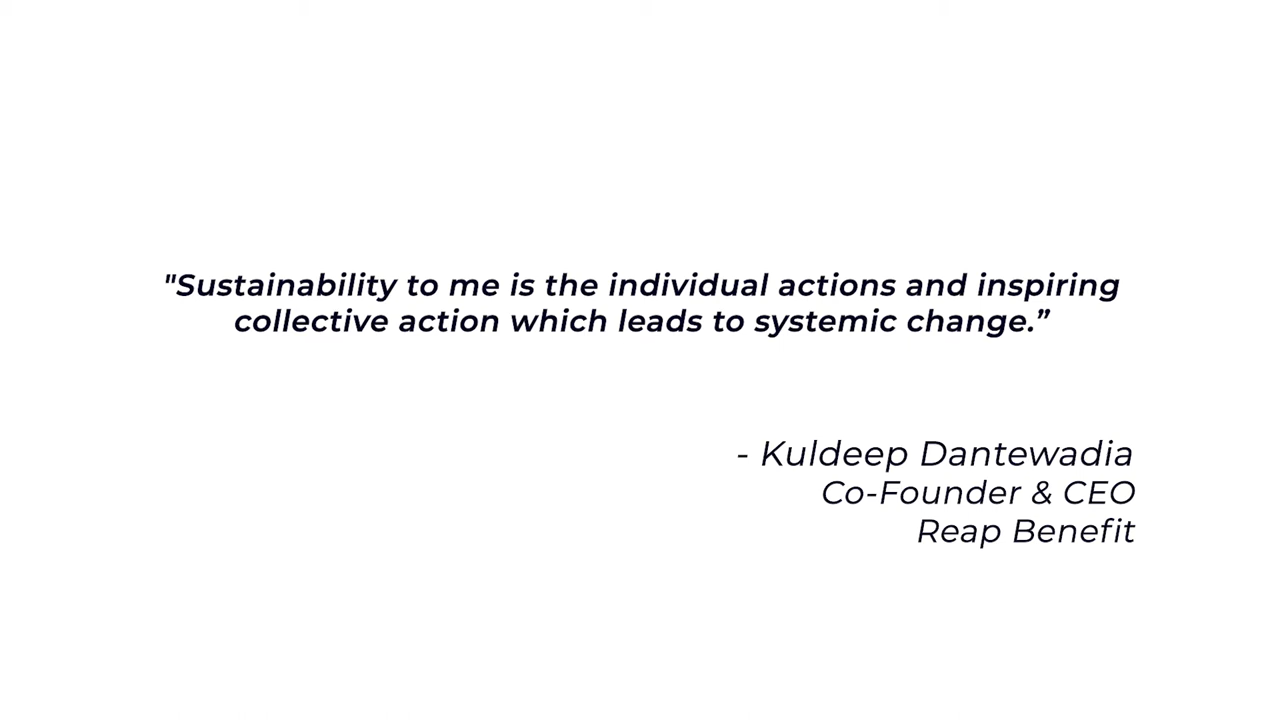 "Sustainability to me is the individual actions and inspiring
collective action which leads to systemic change.”
- Kuldeep Dantewadia
Co-Founder & CEO
Reap Benefit